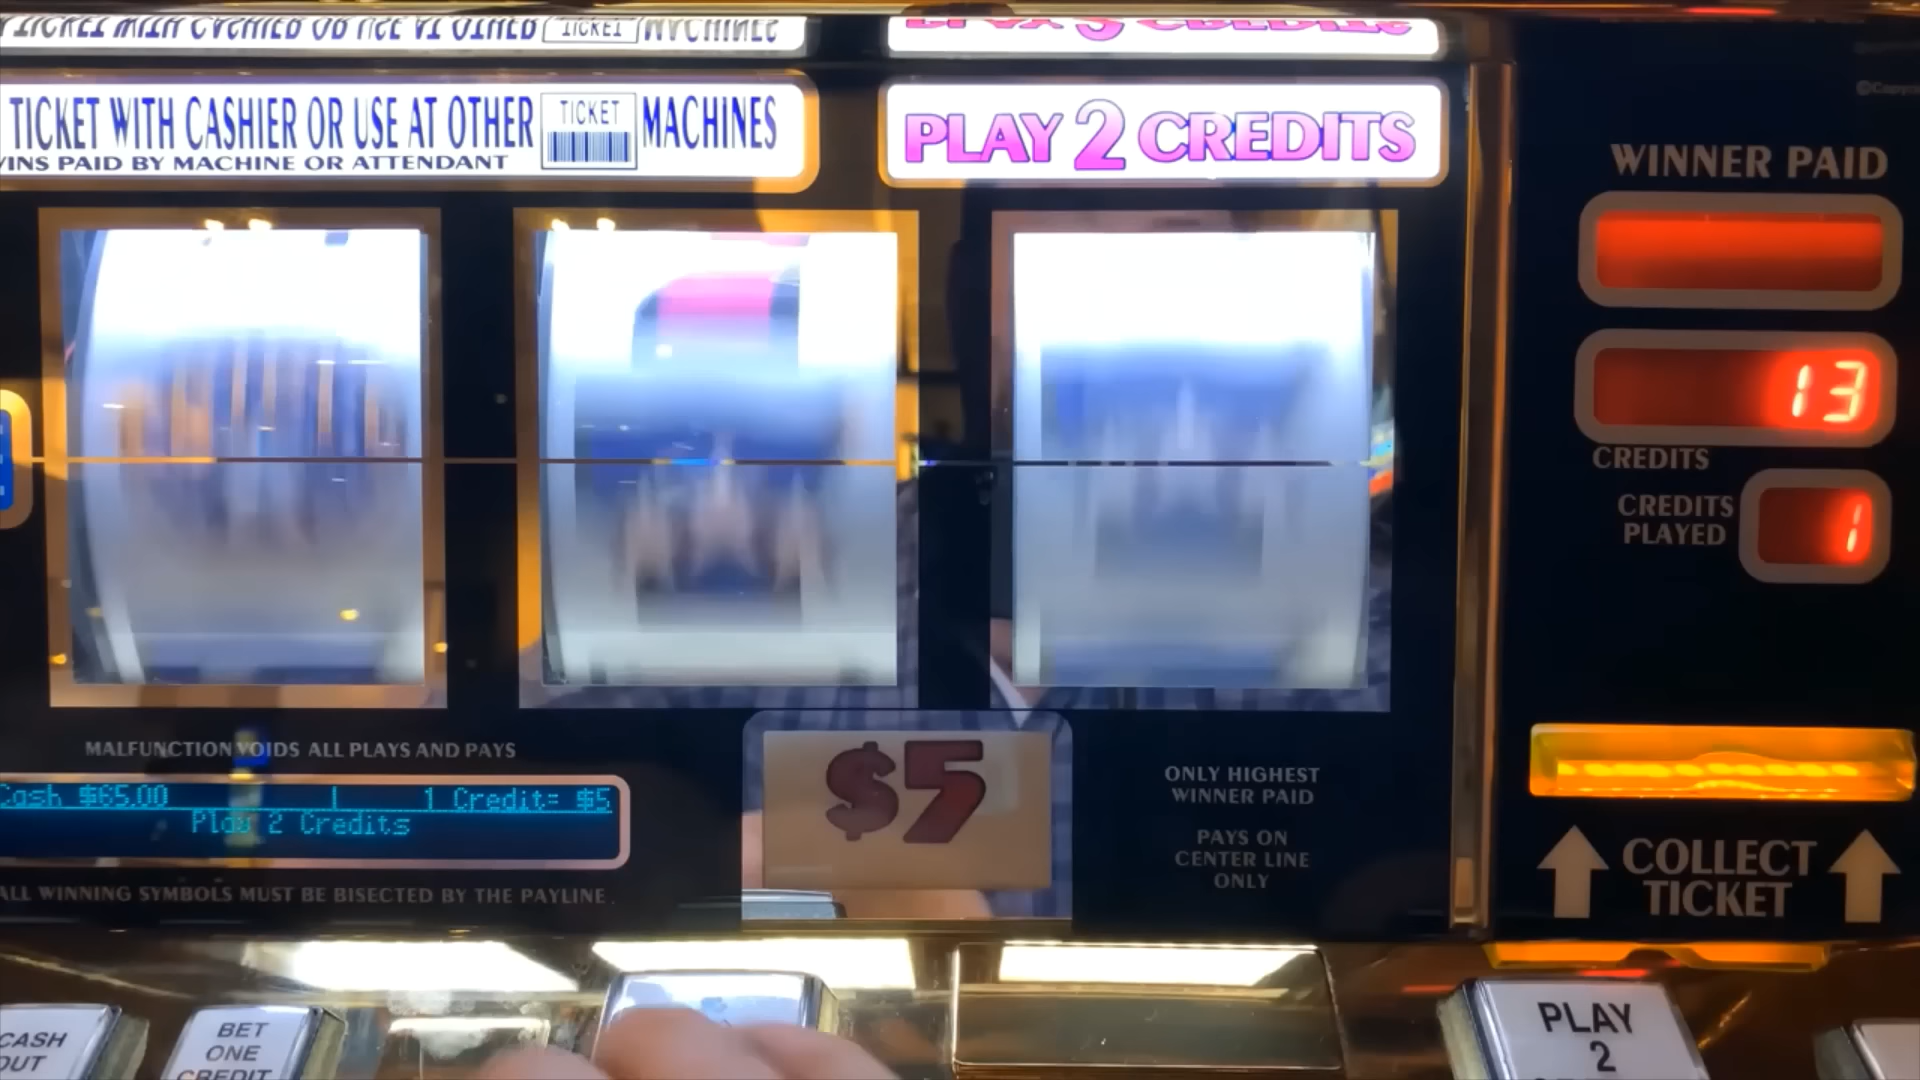 TICKET WITH CASHIER OR USE AT OTHER TICKET MACHINES
WINS PAID BY MACHINE OR ATTENDANT
PLAY 2 CREDITS
WINNER PAID
13
CREDITS
CREDITS
PLAYED
1
MALFUNCTION VOIDS ALL PLAYS AND PAYS
Cash $65.00 | 1 Credit= $5
Play 2 Credits
ALL WINNING SYMBOLS MUST BE BISECTED BY THE PAYLINE.
$5
ONLY HIGHEST
WINNER PAID
PAYS ON
CENTER LINE
ONLY
COLLECT
TICKET
CASH
OUT
BET
ONE
CREDIT
PLAY
2